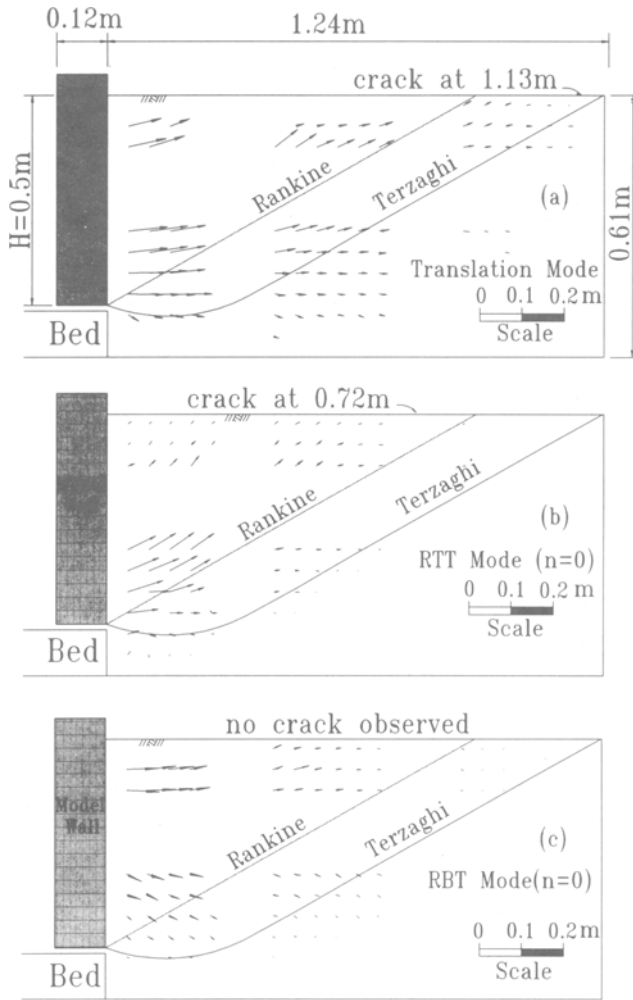 0.12m
1.24m
crack at 1.13m
H=0.5m
Rankine
Terzaghi
(a)
0.61m
Translation Mode
0 0.1 0.2 m
Scale
Bed
crack at 0.72m
Rankine
Terzaghi
(b)
RTT Mode (n=0)
0 0.1 0.2 m
Scale
Bed
no crack observed
Model
Wall
Rankine
Terzaghi
(c)
RBT Mode(n=0)
0 0.1 0.2 m
Scale
Bed